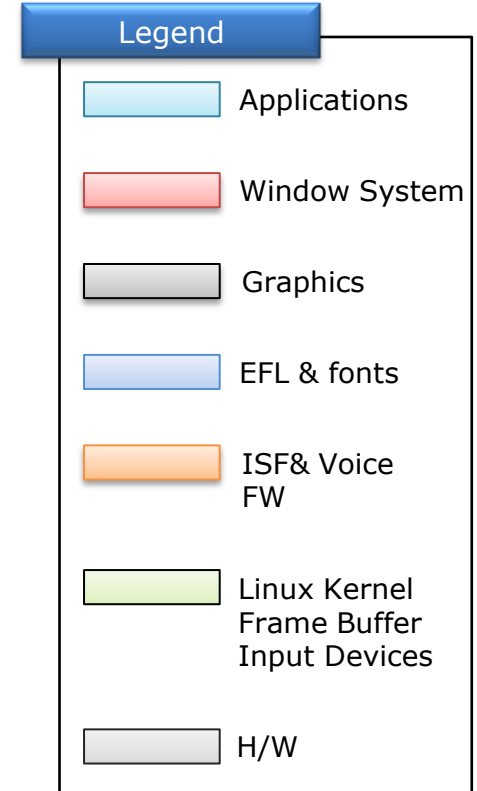 Legend
Applications
Window System
Graphics
EFL & fonts
ISF& Voice
FW
Linux Kernel
Frame Buffer
Input Devices
H/W